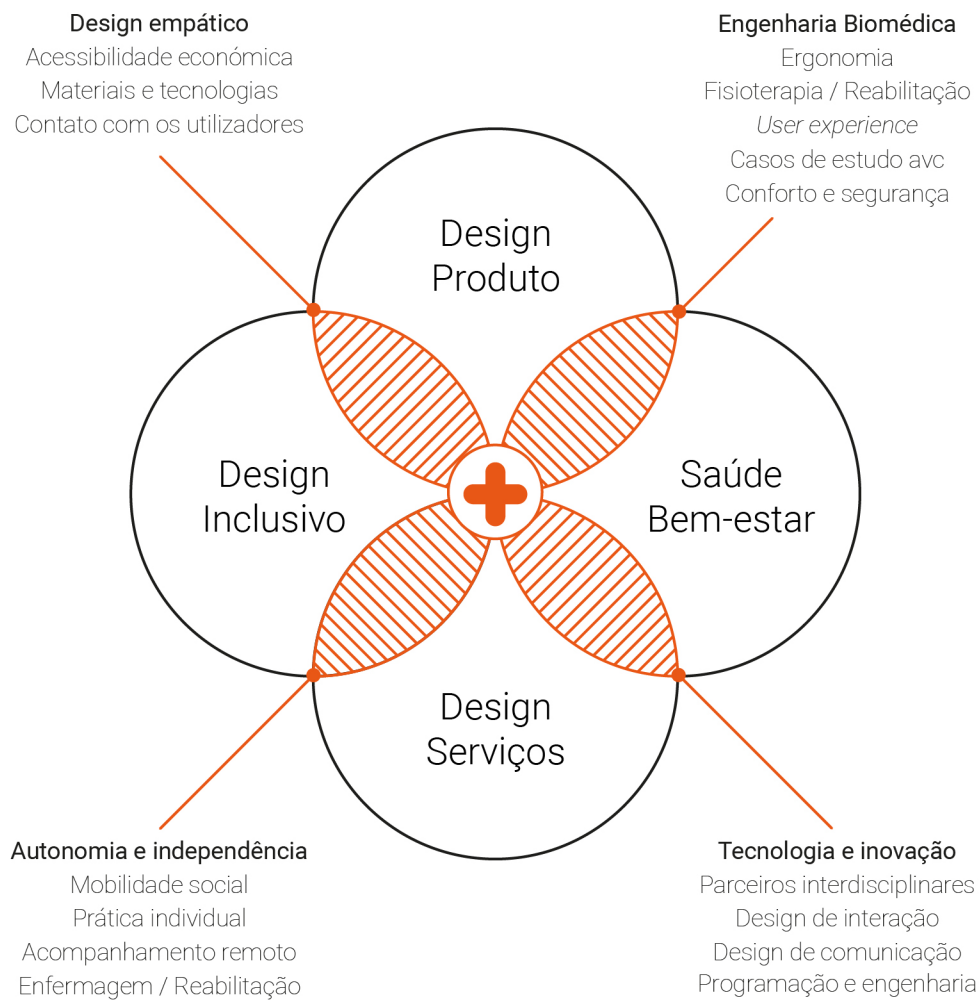 Design empático
Acessibilidade económica
Materiais e tecnologias
Contato com os utilizadores
Engenharia Biomédica
Ergonomia
Fisioterapia / Reabilitação
User experience
Casos de estudo avc
Conforto e segurança
Design
Produto
Design
Inclusivo
Saúde
Bem-estar
Design
Serviços
Autonomia e independência
Mobilidade social
Prática individual
Acompanhamento remoto
Enfermagem / Reabilitação
Tecnologia e inovação
Parceiros interdisciplinares
Design de interação
Design de comunicação
Programação e engenharia